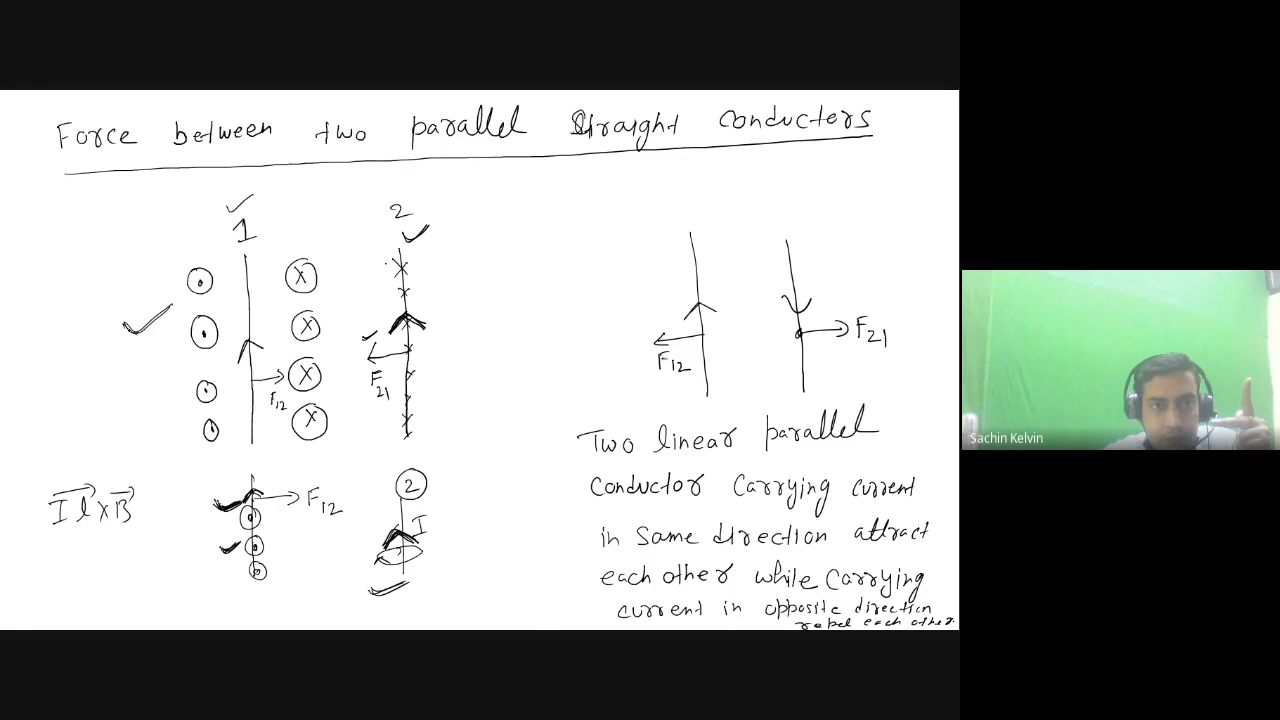 Force between two parallel straight conductors
1
2
F12
F21
F12
F21
Two linear parallel
conductor carrying current
in same direction attract
each other while carrying
current in opposite direction
repel each other.
I l x B
F12
2
I
Sachin Kelvin